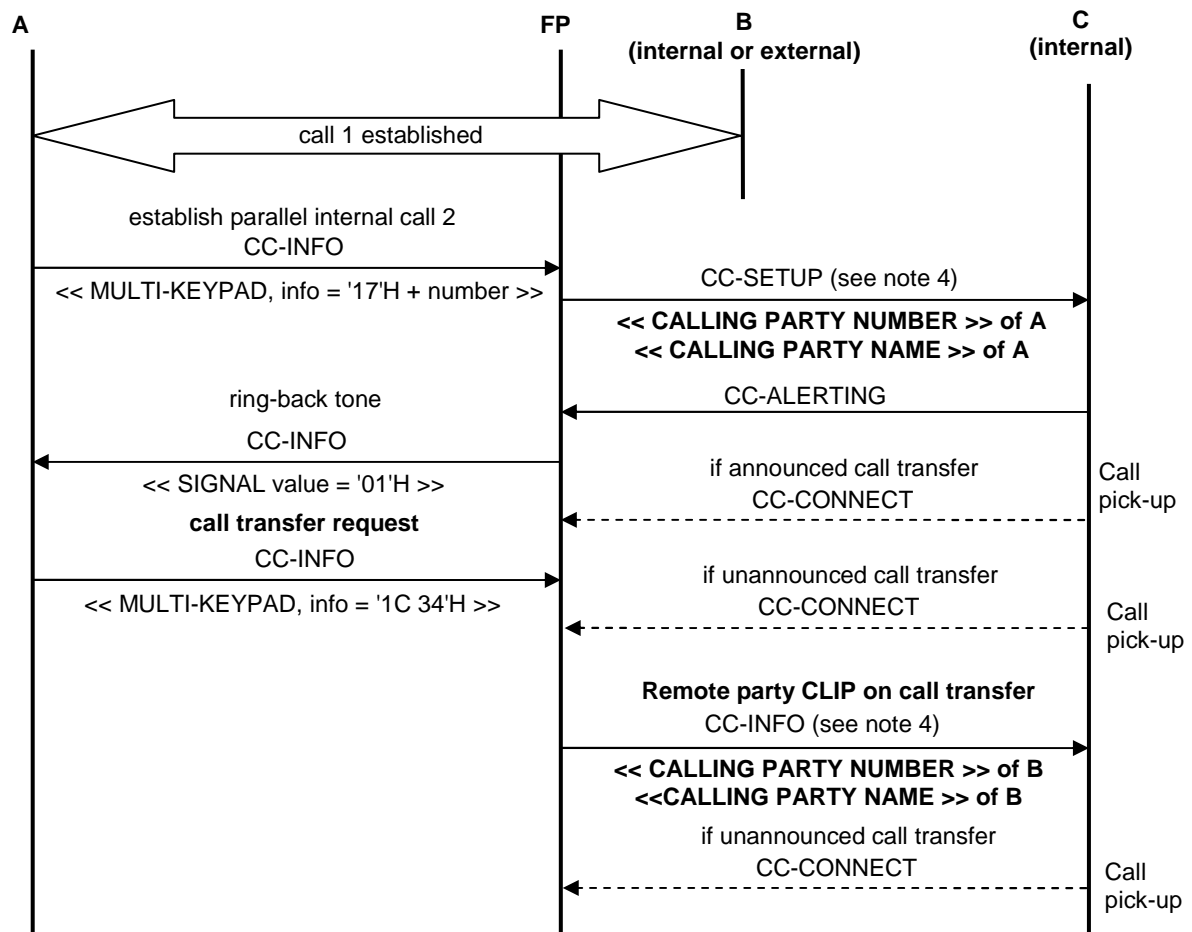 A
FP
B
(internal or external)
C
(internal)
call 1 established
establish parallel internal call 2
CC-INFO
<< MULTI-KEYPAD, info = '17'H + number >>
CC-SETUP (see note 4)
<< CALLING PARTY NUMBER >> of A
<< CALLING PARTY NAME >> of A
CC-ALERTING
ring-back tone
CC-INFO
<< SIGNAL value = '01'H >>
if announced call transfer
CC-CONNECT
Call
pick-up
call transfer request
CC-INFO
<< MULTI-KEYPAD, info = '1C 34'H >>
if unannounced call transfer
CC-CONNECT
Call
pick-up
Remote party CLIP on call transfer
CC-INFO (see note 4)
<< CALLING PARTY NUMBER >> of B
<<CALLING PARTY NAME >> of B
if unannounced call transfer
CC-CONNECT
Call
pick-up